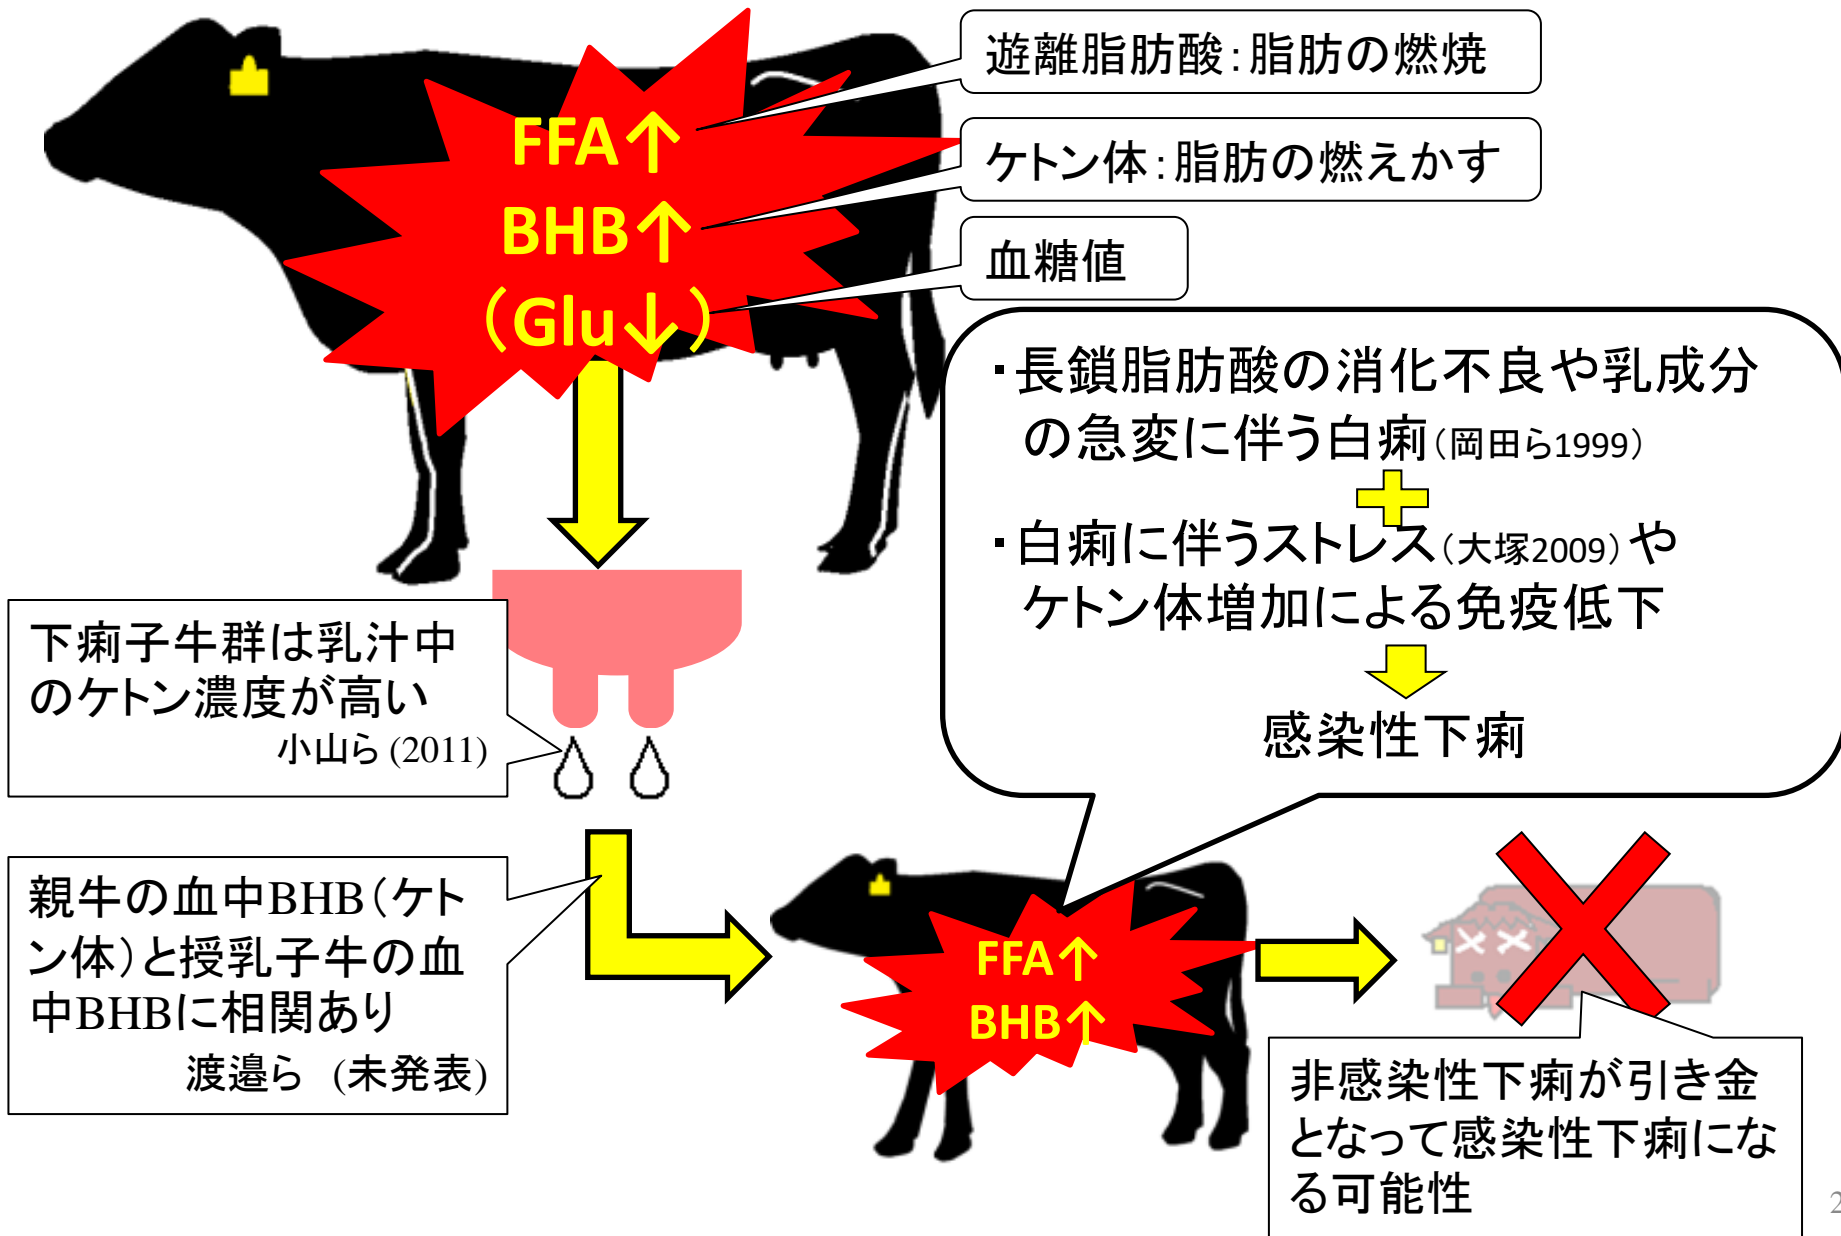 FFA↑
BHB↑
（Glu↓）
遊離脂肪酸：脂肪の燃焼
ケトン体：脂肪の燃えかす
血糖値
・長鎖脂肪酸の消化不良や乳成分
の急変に伴う白痢（岡田ら1999）
・白痢に伴うストレス（大塚2009）や
ケトン体増加による免疫低下
感染性下痢
下痢子牛群は乳汁中
のケトン濃度が高い
小山ら (2011)
親牛の血中BHB（ケト
ン体）と授乳子牛の血
中BHBに相関あり
渡邉ら　(未発表)
FFA↑
BHB↑
非感染性下痢が引き金
となって感染性下痢にな
る可能性
2